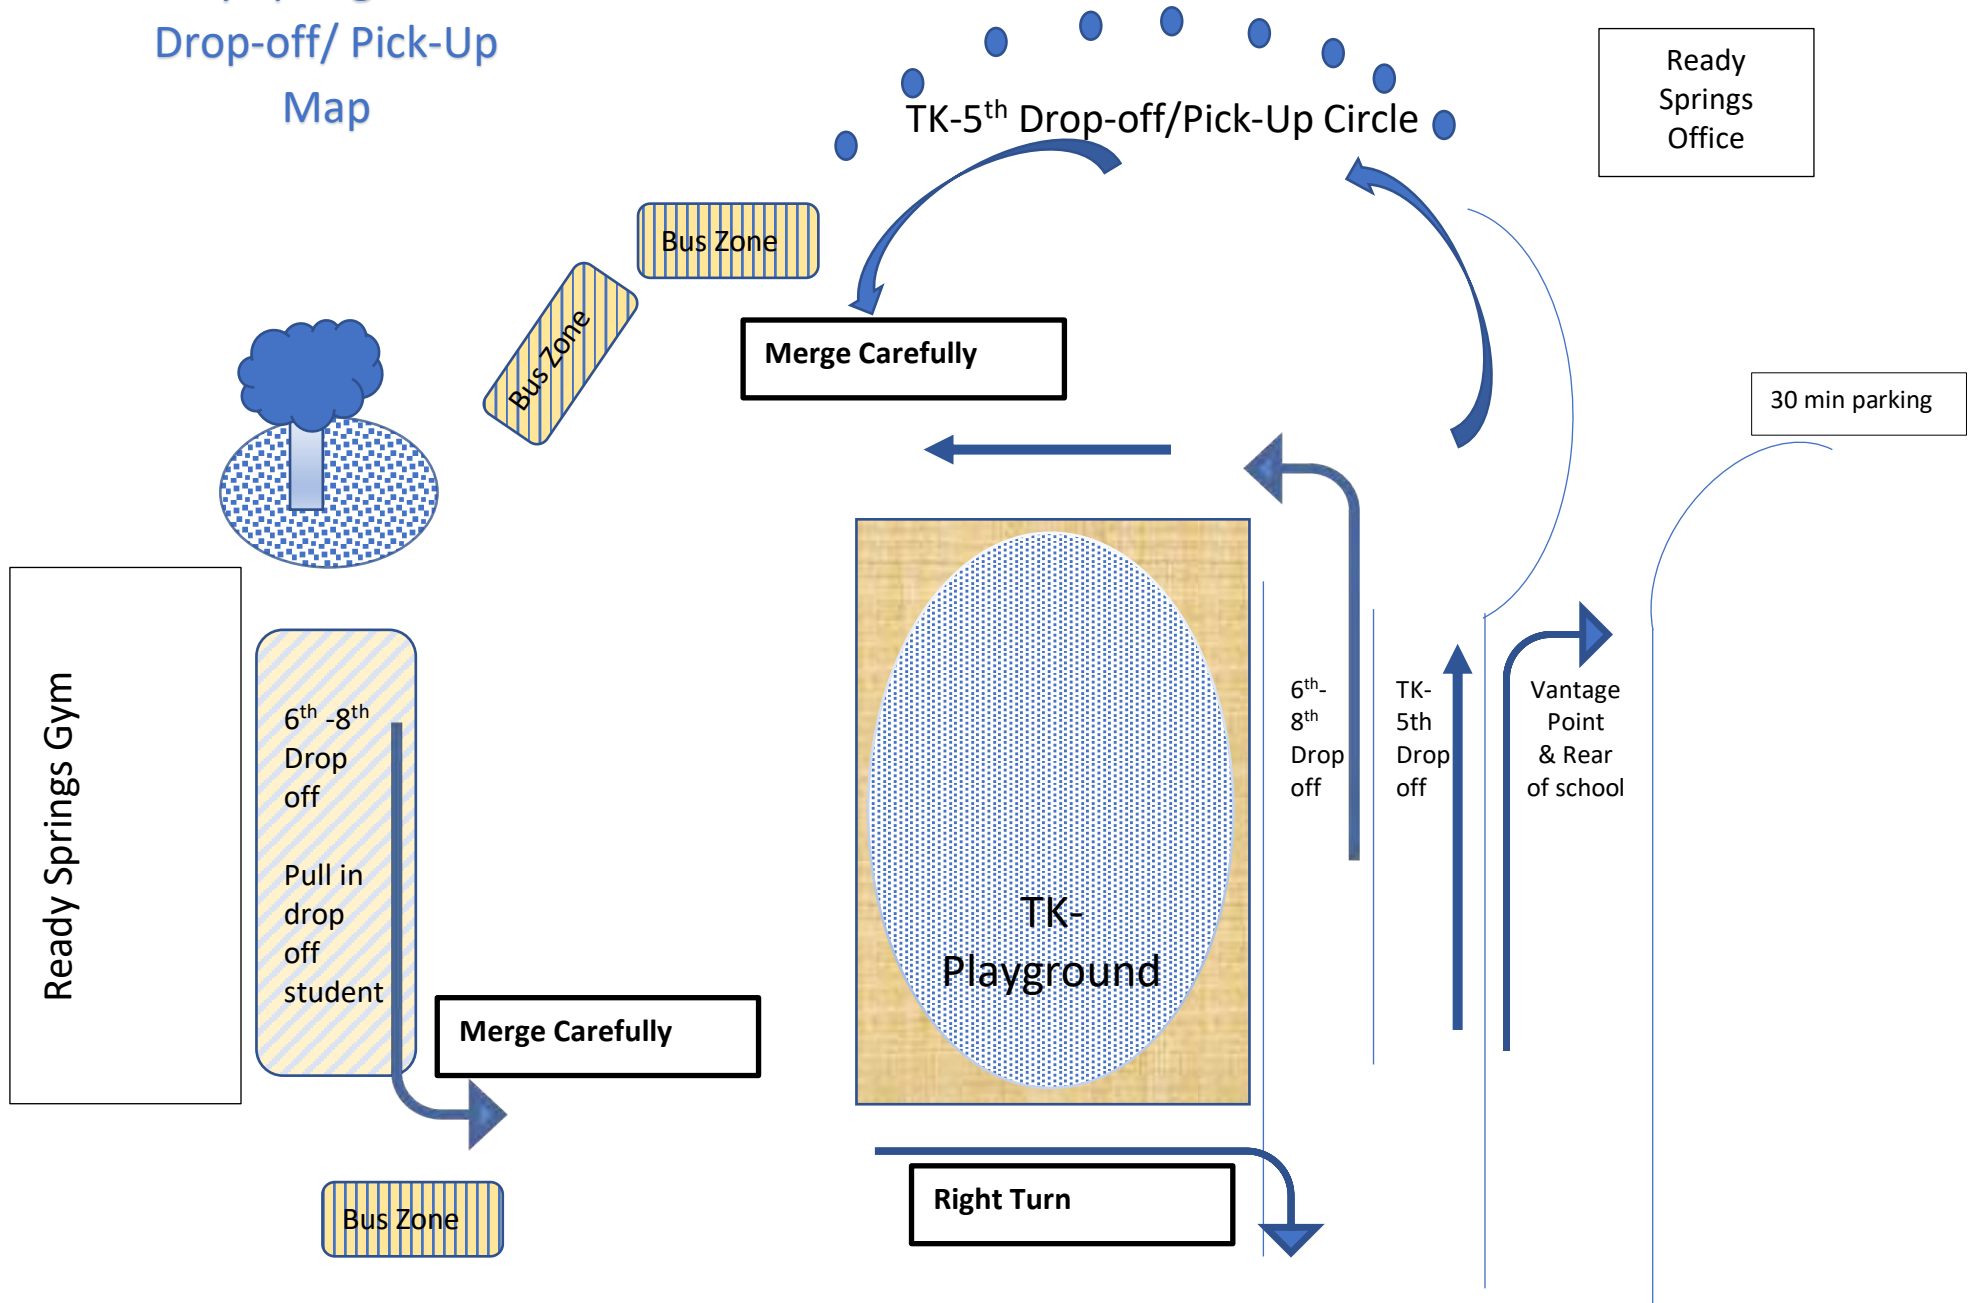 Drop-off/ Pick-Up
Map
TK-5th Drop-off/Pick-Up Circle
Ready
Springs
Office
Bus Zone
Bus Zone
Merge Carefully
30 min parking
Ready Springs Gym
6th -8th
Drop
off
Pull in
drop
off
student
Merge Carefully
Bus Zone
TK-
Playground
Right Turn
6th-
8th
Drop
off
TK-
5th
Drop
off
Vantage
Point
& Rear
of school